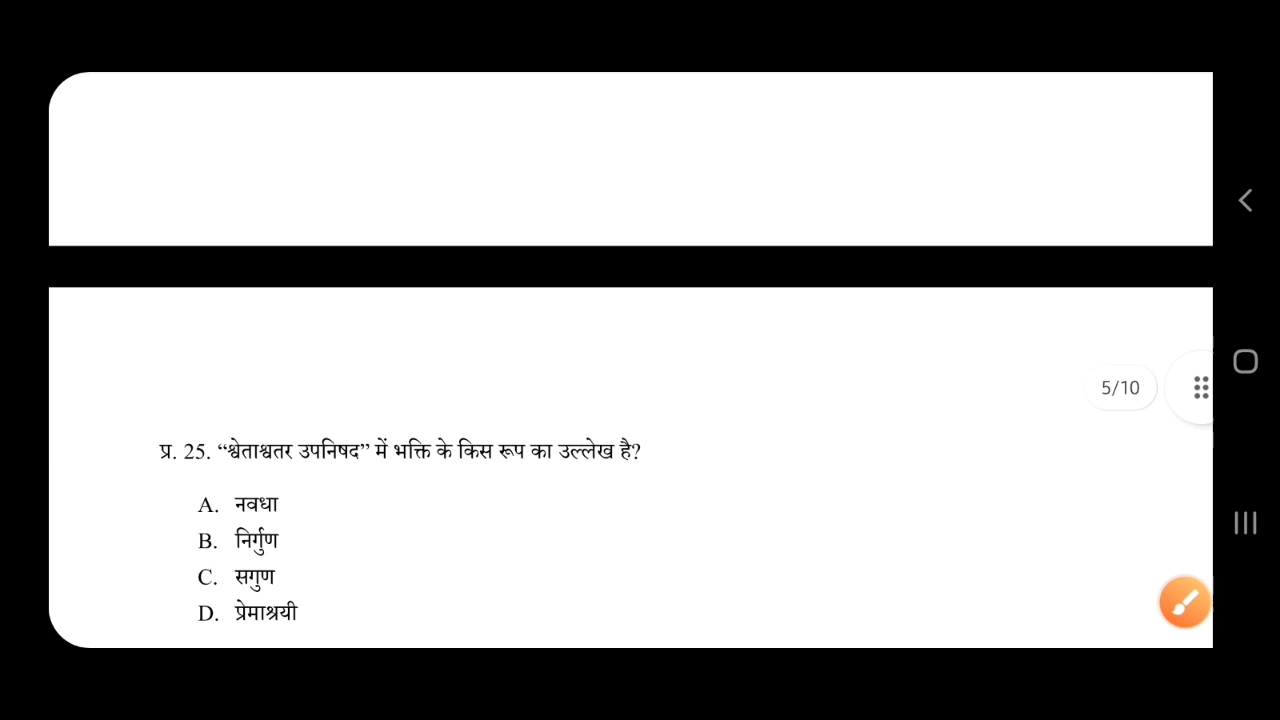 5/10
प्र. 25. “श्वेताश्वतर उपनिषद” में भक्ति के किस रूप का उल्लेख है?
A. नवधा
B. निर्गुण
C. सगुण
D. प्रेमाश्रयी